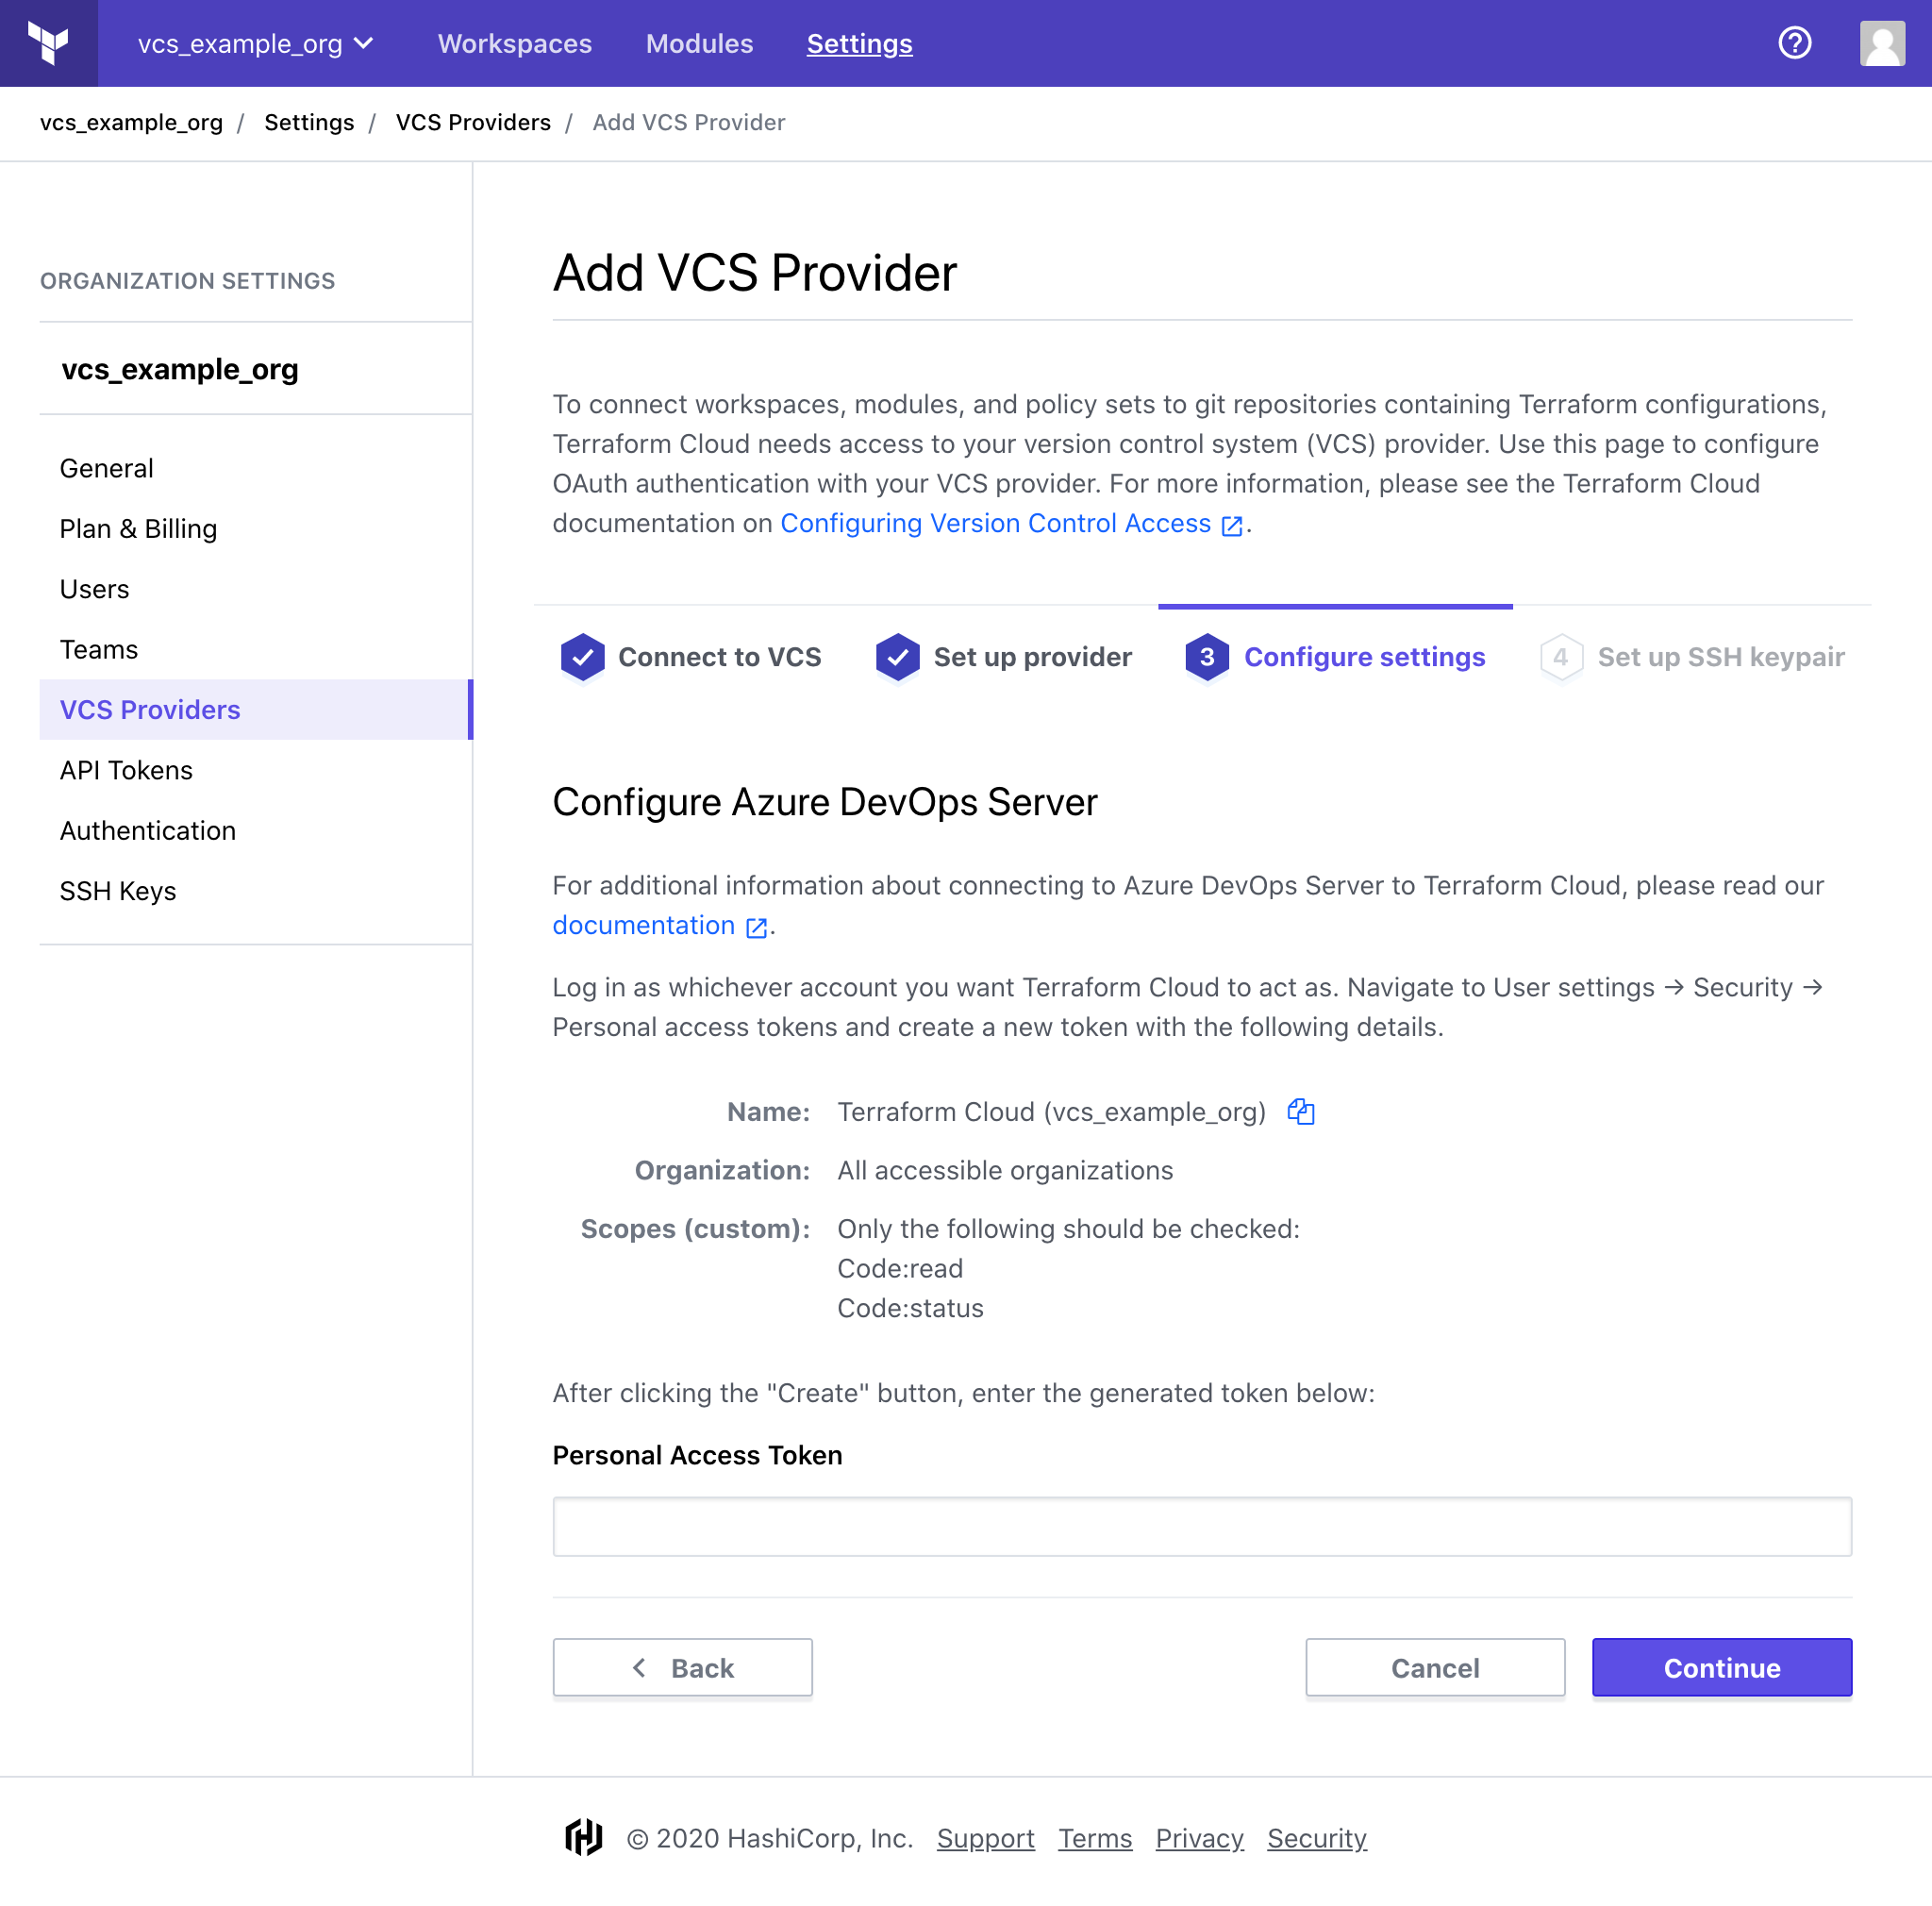 vcs_example_org Workspaces Modules Settings
vcs_example_org / Settings / VCS Providers / Add VCS Provider
ORGANIZATION SETTINGS
vcs_example_org
General
Plan & Billing
Users
Teams
VCS Providers
API Tokens
Authentication
SSH Keys
Add VCS Provider
To connect workspaces, modules, and policy sets to git repositories containing Terraform configurations,
Terraform Cloud needs access to your version control system (VCS) provider. Use this page to configure
OAuth authentication with your VCS provider. For more information, please see the Terraform Cloud
documentation on Configuring Version Control Access.
Connect to VCS Set up provider 3 Configure settings 4 Set up SSH keypair
Configure Azure DevOps Server
For additional information about connecting to Azure DevOps Server to Terraform Cloud, please read our
documentation.
Log in as whichever account you want Terraform Cloud to act as. Navigate to User settings → Security →
Personal access tokens and create a new token with the following details.
Name: Terraform Cloud (vcs_example_org)
Organization: All accessible organizations
Scopes (custom): Only the following should be checked:
Code:read
Code:status
After clicking the "Create" button, enter the generated token below:
Personal Access Token
Back Cancel Continue
© 2020 HashiCorp, Inc. Support Terms Privacy Security